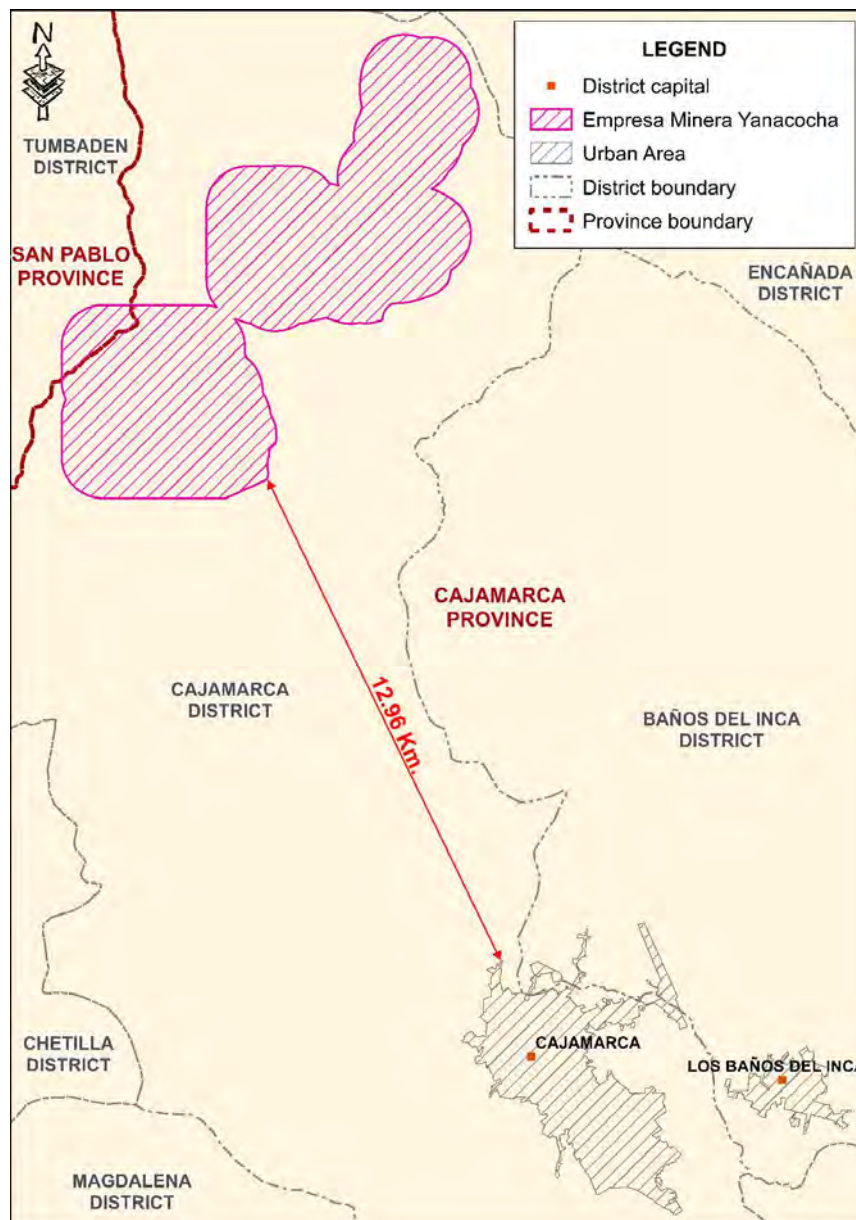 N
LEGEND
District capital
Empresa Minera Yanacocha
Urban Area
District boundary
Province boundary
TUMBADEN
DISTRICT
SAN PABLO
PROVINCE
ENCAÑADA
DISTRICT
CAJAMARCA
PROVINCE
CAJAMARCA
DISTRICT
12.96 Km.
BAÑOS DEL INCA
DISTRICT
CHETILLA
DISTRICT
CAJAMARCA
LOS BAÑOS DEL INCA
MAGDALENA
DISTRICT